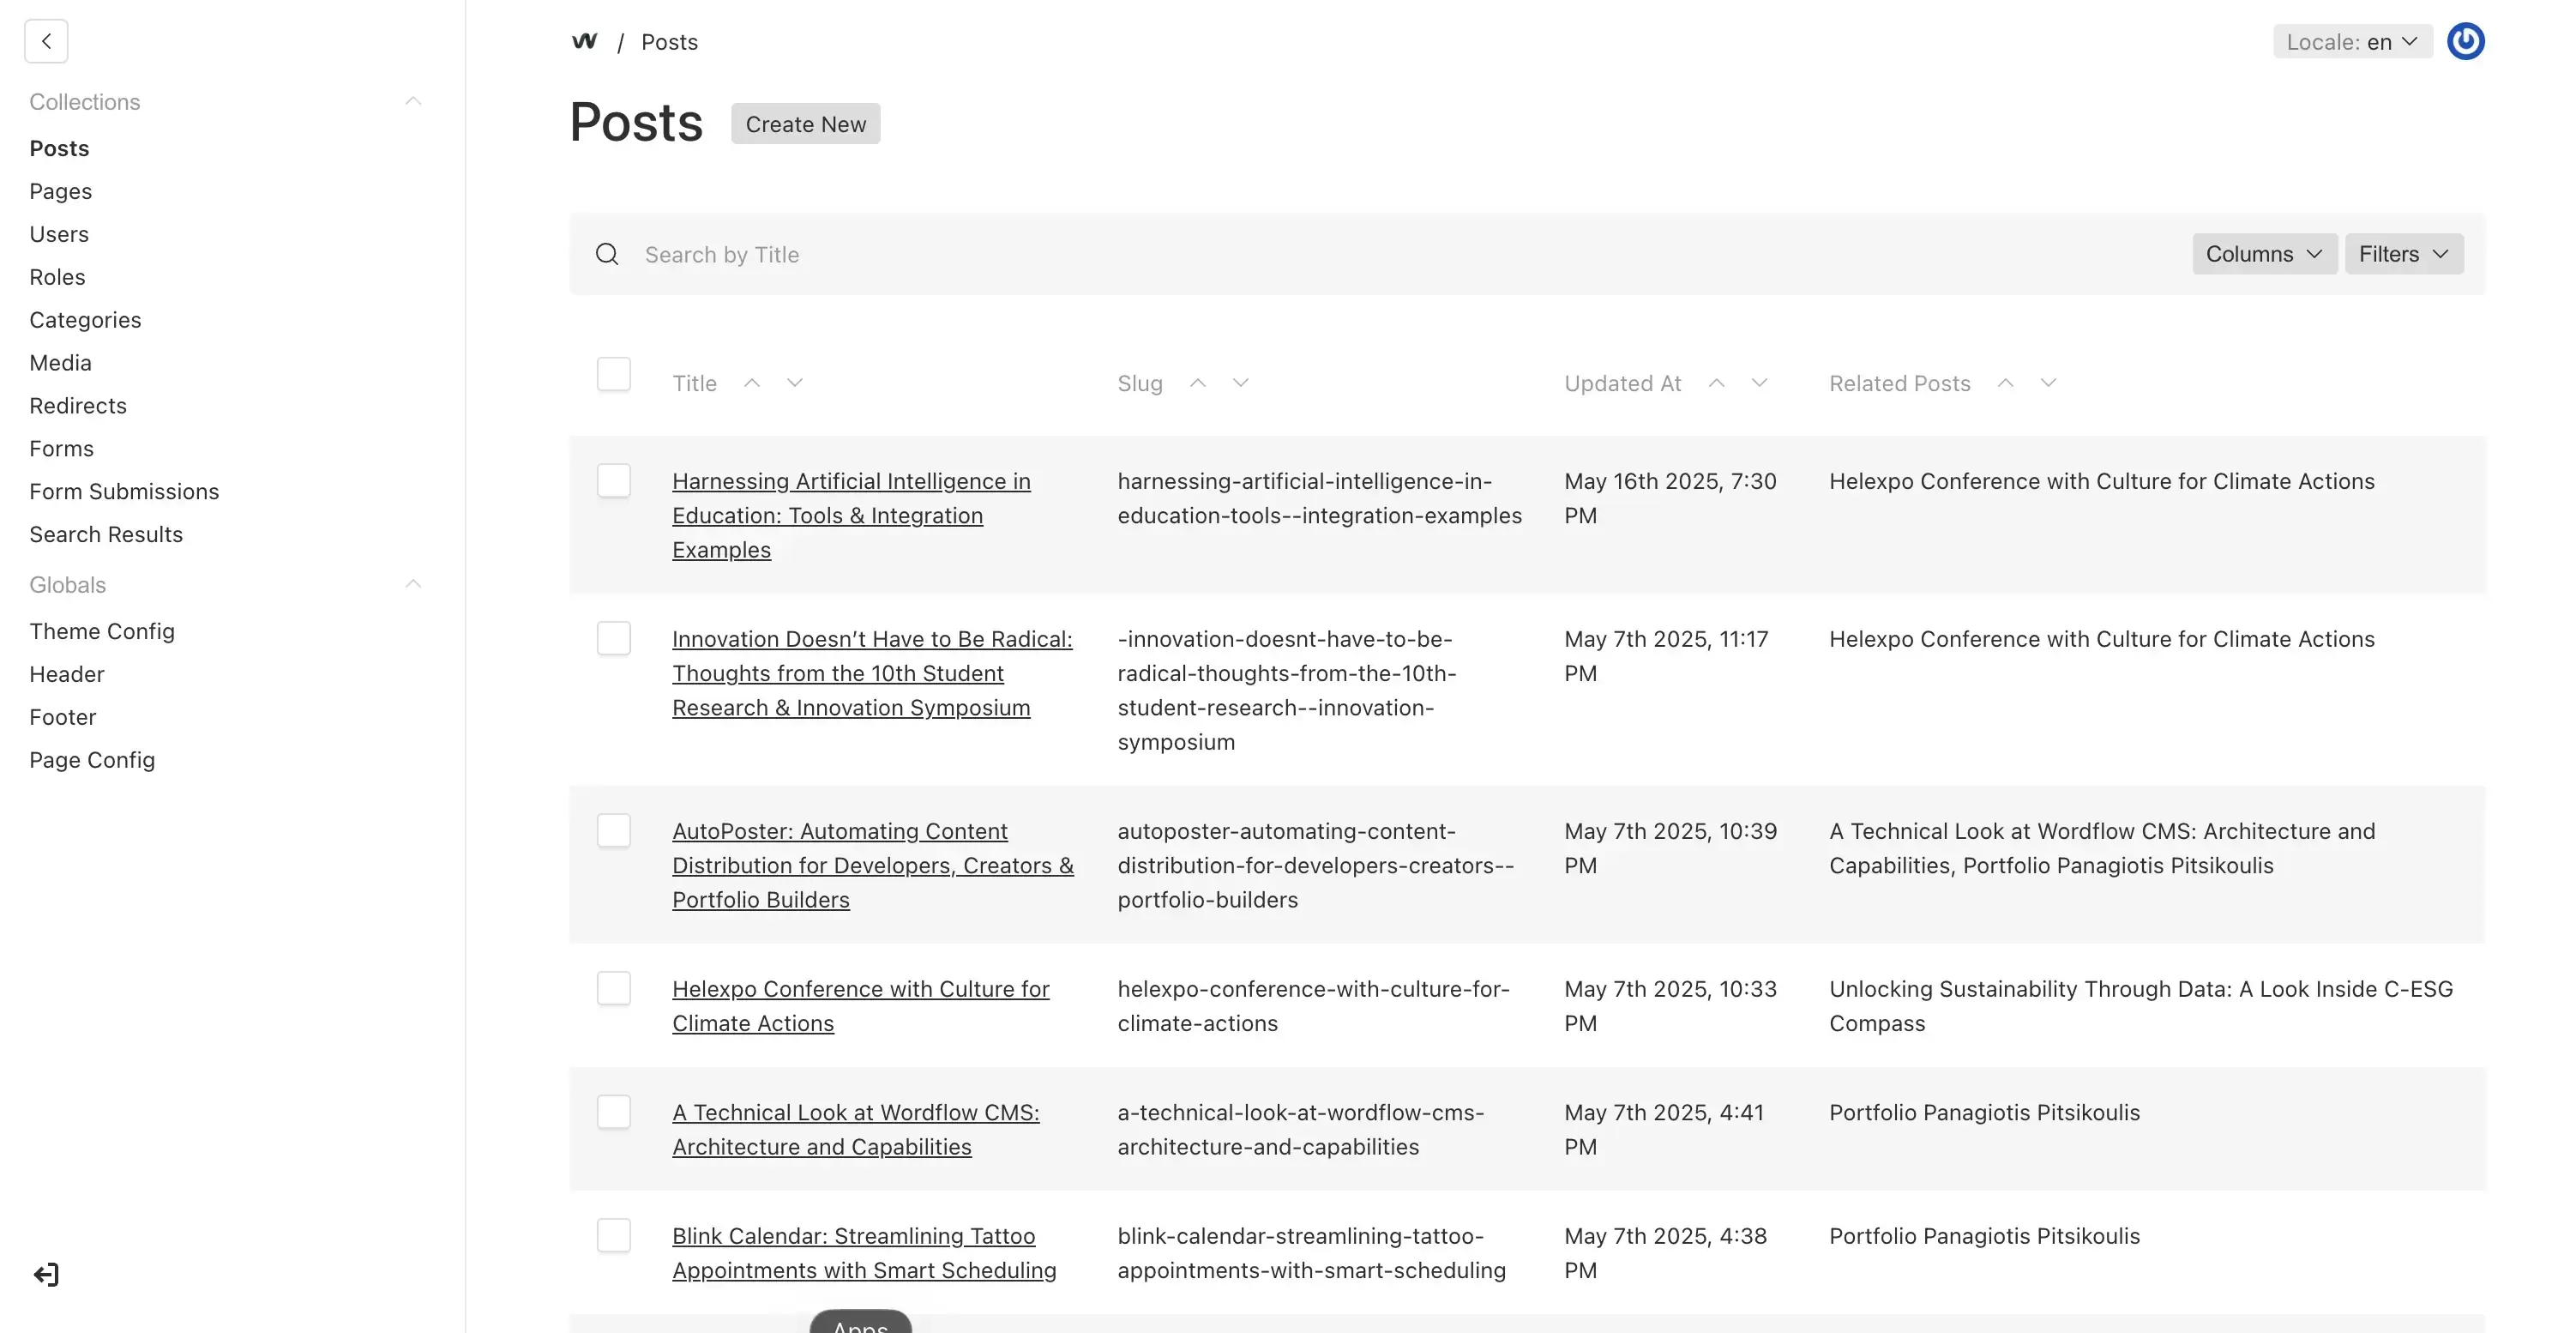 / Posts
Locale: en
Collections
Posts
Pages
Users
Roles
Categories
Media
Redirects
Forms
Form Submissions
Search Results
Globals
Theme Config
Header
Footer
Page Config
Posts Create New
Search by Title
Columns Filters
Title Slug Updated At Related Posts
Harnessing Artificial Intelligence in
Education: Tools & Integration
Examples
harnessing-artificial-intelligence-in-
education-tools--integration-examples
May 16th 2025, 7:30
PM
Helexpo Conference with Culture for Climate Actions
Innovation Doesn’t Have to Be Radical:
Thoughts from the 10th Student
Research & Innovation Symposium
-innovation-doesnt-have-to-be-
radical-thoughts-from-the-10th-
student-research--innovation-
symposium
May 7th 2025, 11:17
PM
Helexpo Conference with Culture for Climate Actions
AutoPoster: Automating Content
Distribution for Developers, Creators &
Portfolio Builders
autoposter-automating-content-
distribution-for-developers-creators--
portfolio-builders
May 7th 2025, 10:39
PM
A Technical Look at Wordflow CMS: Architecture and
Capabilities, Portfolio Panagiotis Pitsikoulis
Helexpo Conference with Culture for
Climate Actions
helexpo-conference-with-culture-for-
climate-actions
May 7th 2025, 10:33
PM
Unlocking Sustainability Through Data: A Look Inside C-ESG
Compass
A Technical Look at Wordflow CMS:
Architecture and Capabilities
a-technical-look-at-wordflow-cms-
architecture-and-capabilities
May 7th 2025, 4:41
PM
Portfolio Panagiotis Pitsikoulis
Blink Calendar: Streamlining Tattoo
Appointments with Smart Scheduling
blink-calendar-streamlining-tattoo-
appointments-with-smart-scheduling
May 7th 2025, 4:38
PM
Portfolio Panagiotis Pitsikoulis
Apps